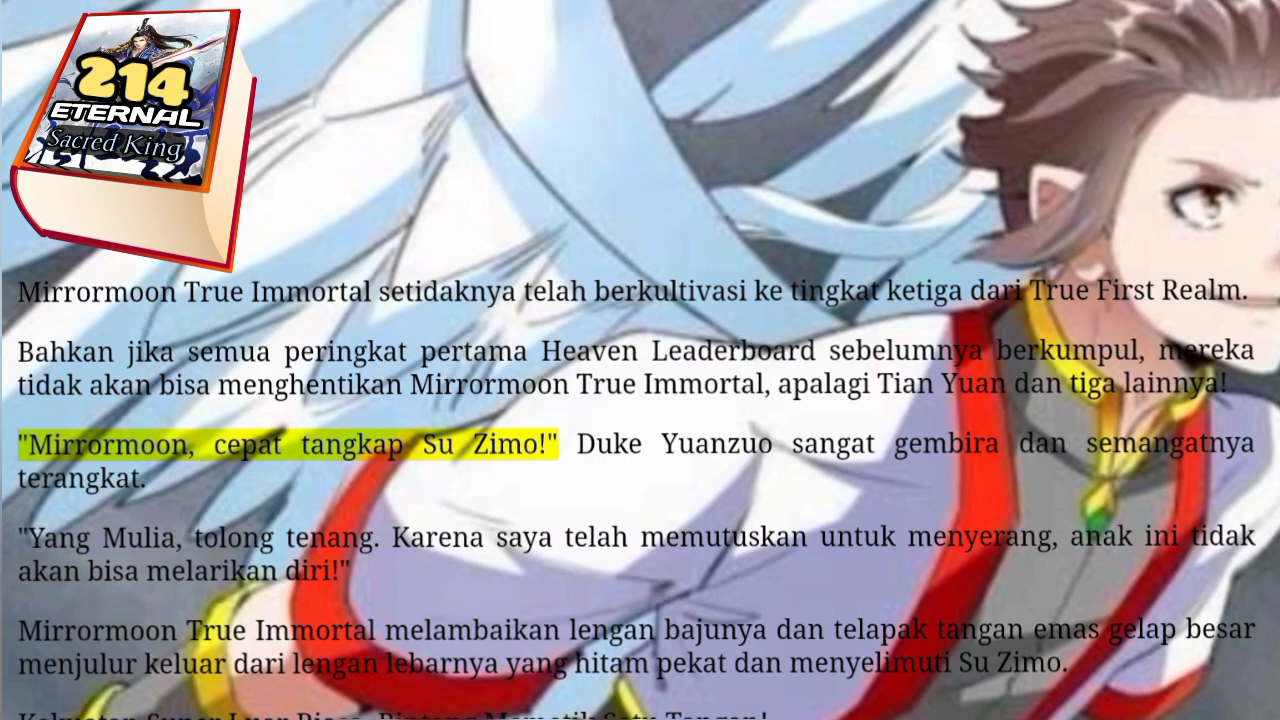 214
ETERNAL
Sacred King
Mirrormoon True Immortal setidaknya telah berkultivasi ke tingkat ketiga dari True First Realm.
Bahkan jika semua peringkat pertama Heaven Leaderboard sebelumnya berkumpul, mereka
tidak akan bisa menghentikan Mirrormoon True Immortal, apalagi Tian Yuan dan tiga lainnya!
"Mirrormoon, cepat tangkap Su Zimo!" Duke Yuanzuo sangat gembira dan semangatnya
terangkat.
"Yang Mulia, tolong tenang. Karena saya telah memutuskan untuk menyerang, anak ini tidak
akan bisa melarikan diri!"
Mirrormoon True Immortal melambaikan lengan bajunya dan telapak tangan emas gelap besar
menjulur keluar dari lengan lebarnya yang hitam pekat dan menyelimuti Su Zimo.